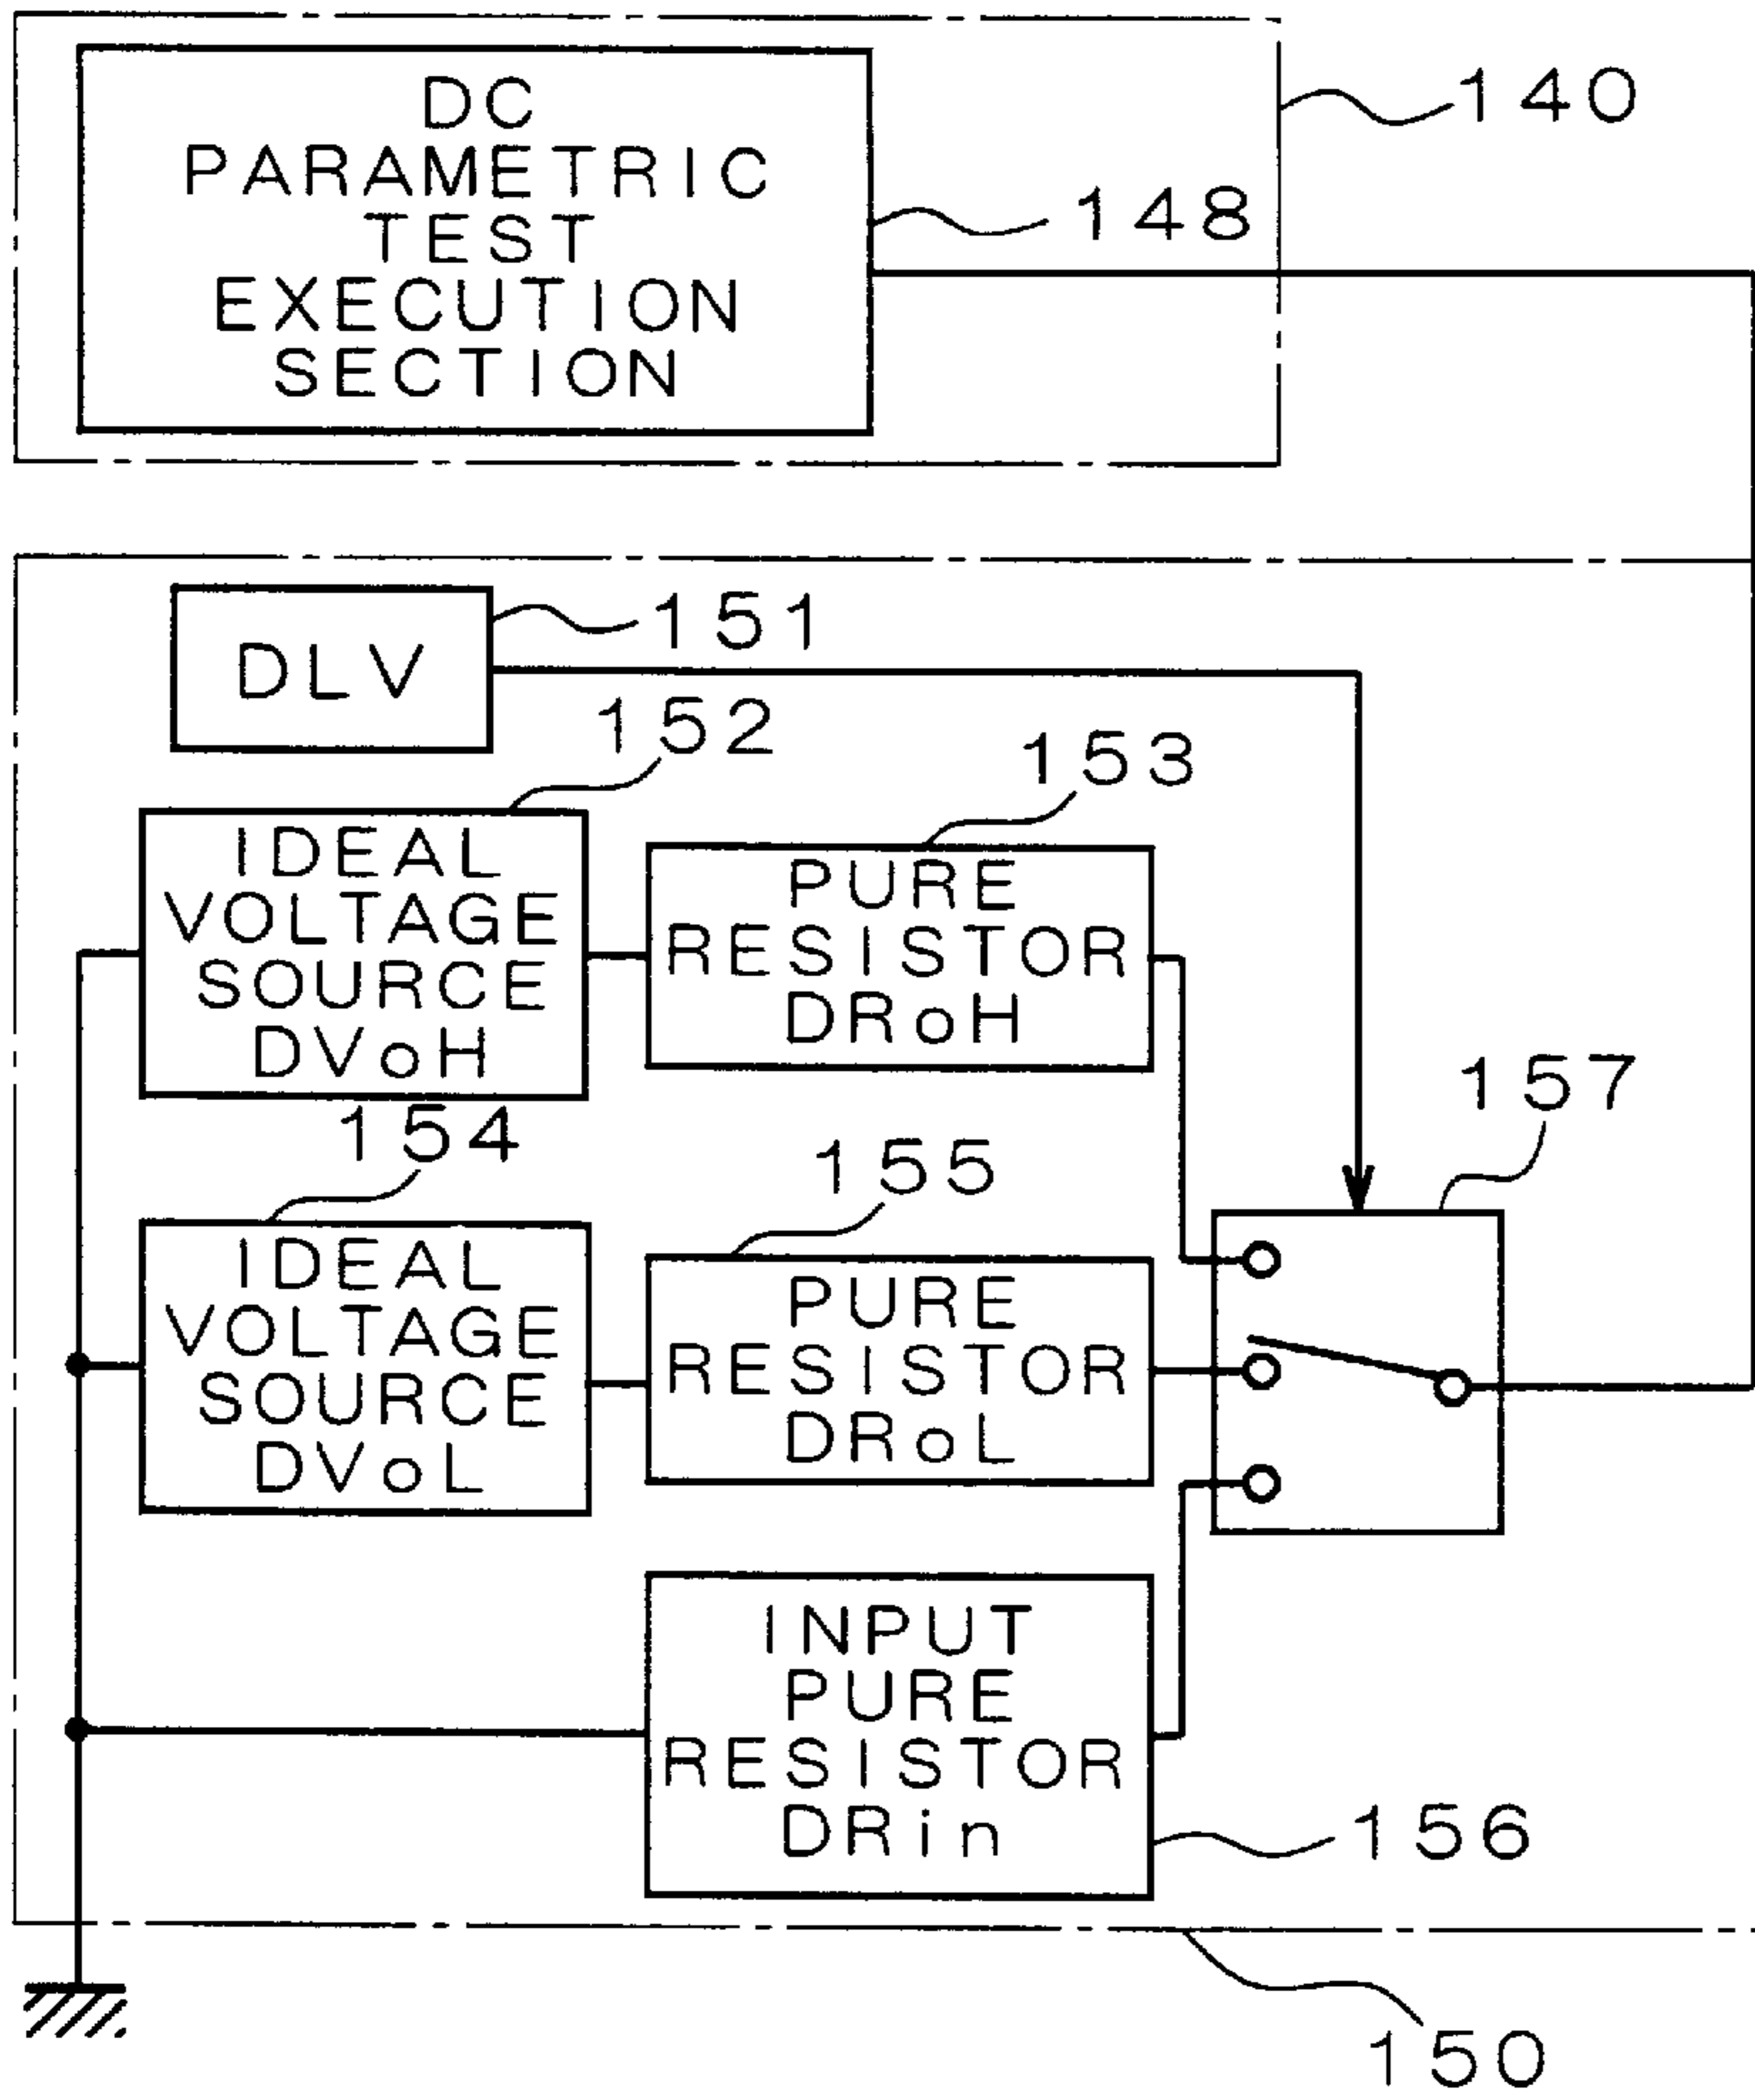 DC
PARAMETRIC
TEST
EXECUTION
SECTION
140
148
DLV
151
152
153
IDEAL
VOLTAGE
SOURCE
DVoH
PURE
RESISTOR
DRoH
154
155
157
IDEAL
VOLTAGE
SOURCE
DVoL
PURE
RESISTOR
DRoL
INPUT
PURE
RESISTOR
DRin
156
150